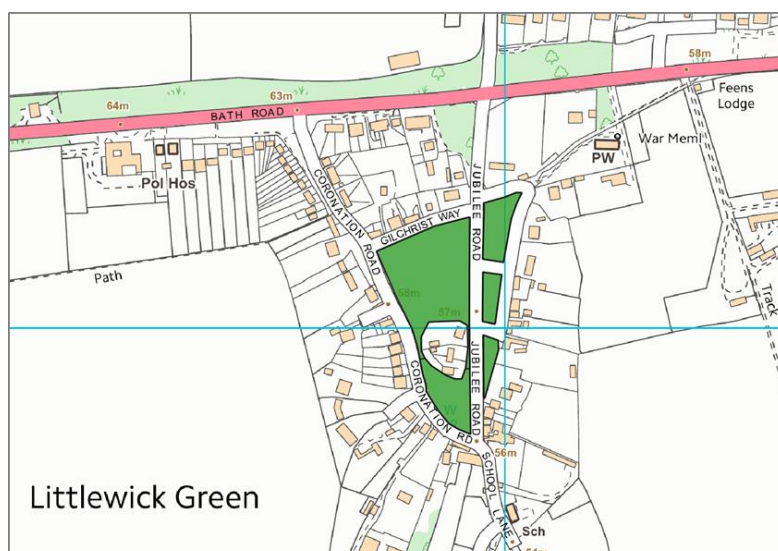 58m
Feens
Lodge
63m
64m
BATH ROAD
War Meml
PW
Pol Hos
JUBILEE ROAD
CORONATION ROAD
GILCHRIST WAY
Path
Track
58m
57m
JUBILEE ROAD
CORONATION RD
W
56m
SCHOOL LANE
Littlewick Green
Sch